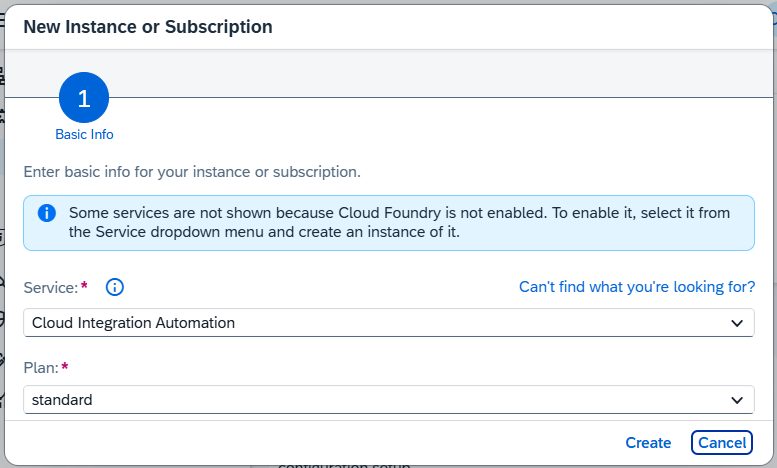 New Instance or Subscription
1
Basic Info
Enter basic info for your instance or subscription.
Some services are not shown because Cloud Foundry is not enabled. To enable it, select it from
the Service dropdown menu and create an instance of it.
Service:*
Can't find what you're looking for?
Cloud Integration Automation
Plan:*
standard
Create
Cancel
configuration setup